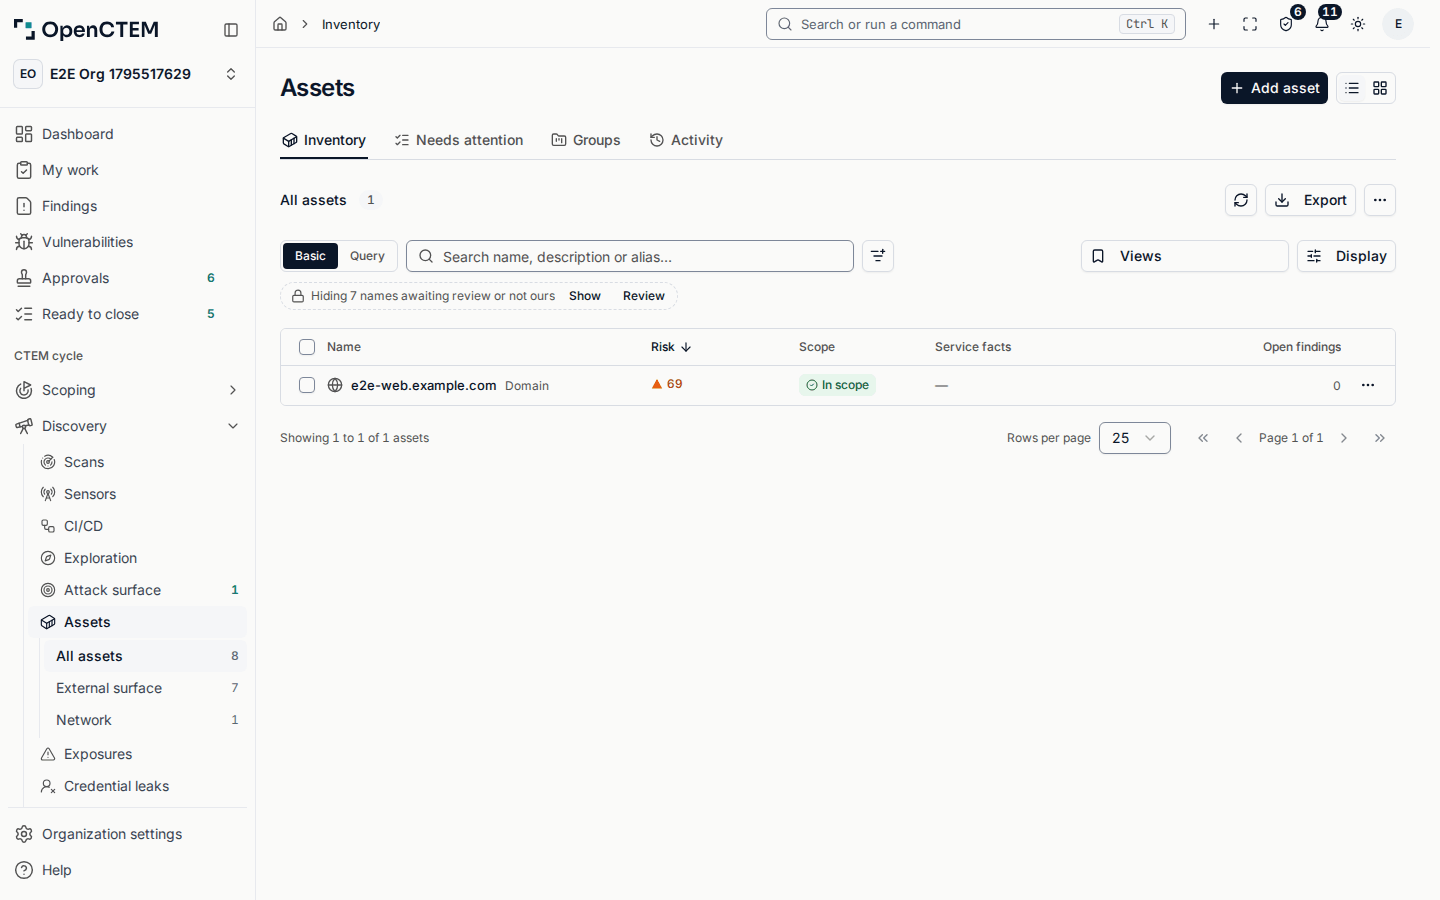 OpenCTEM
EO E2E Org 1795517629
Dashboard
My work
Findings
Vulnerabilities
Approvals 6
Ready to close 5
CTEM cycle
Scoping
Discovery
Scans
Sensors
CI/CD
Exploration
Attack surface 1
Assets
All assets 8
External surface 7
Network 1
Exposures
Credential leaks
Organization settings
Help
Inventory
Search or run a command Ctrl K
6
11
E
Assets
Add asset
Inventory Needs attention Groups Activity
All assets 1
Export
Basic Query Search name, description or alias...
Views
Display
Hiding 7 names awaiting review or not ours Show Review
Name Risk Scope Service facts Open findings
e2e-web.example.com Domain 69 In scope — 0
Showing 1 to 1 of 1 assets
Rows per page 25 Page 1 of 1